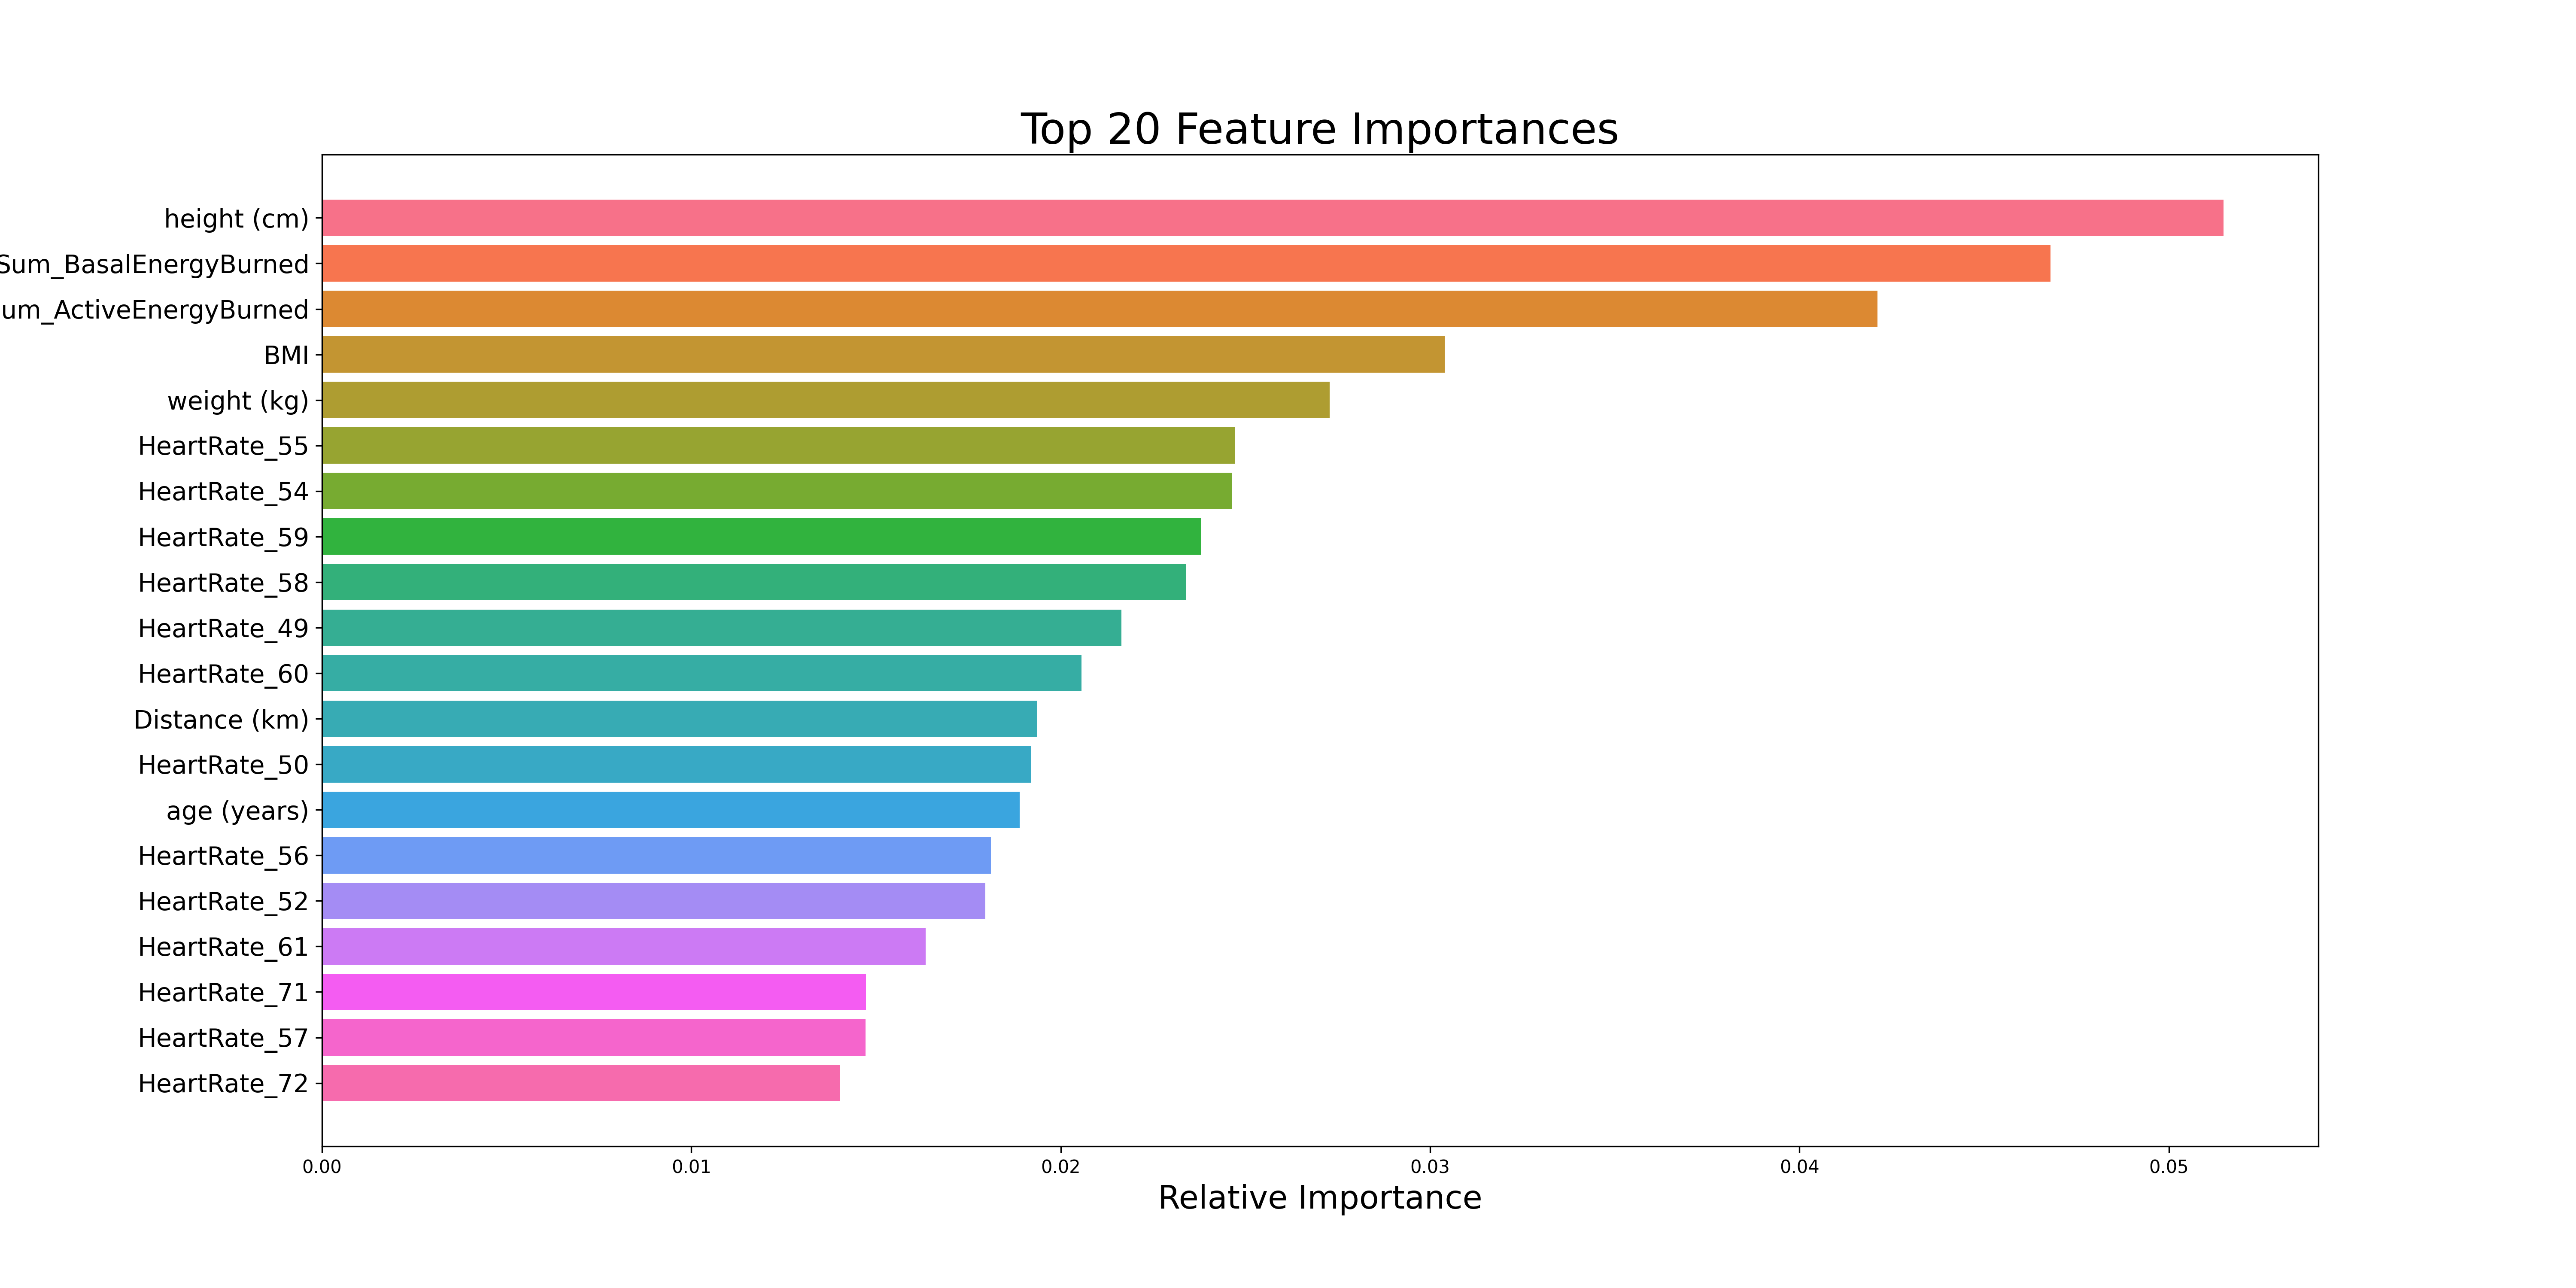 Top 20 Feature Importances
height (cm)
Sum_BasalEnergyBurned
um_ActiveEnergyBurned
BMI
weight (kg)
HeartRate_55
HeartRate_54
HeartRate_59
HeartRate_58
HeartRate_49
HeartRate_60
Distance (km)
HeartRate_50
age (years)
HeartRate_56
HeartRate_52
HeartRate_61
HeartRate_71
HeartRate_57
HeartRate_72
0.00 0.01 0.02 0.03 0.04 0.05
Relative Importance